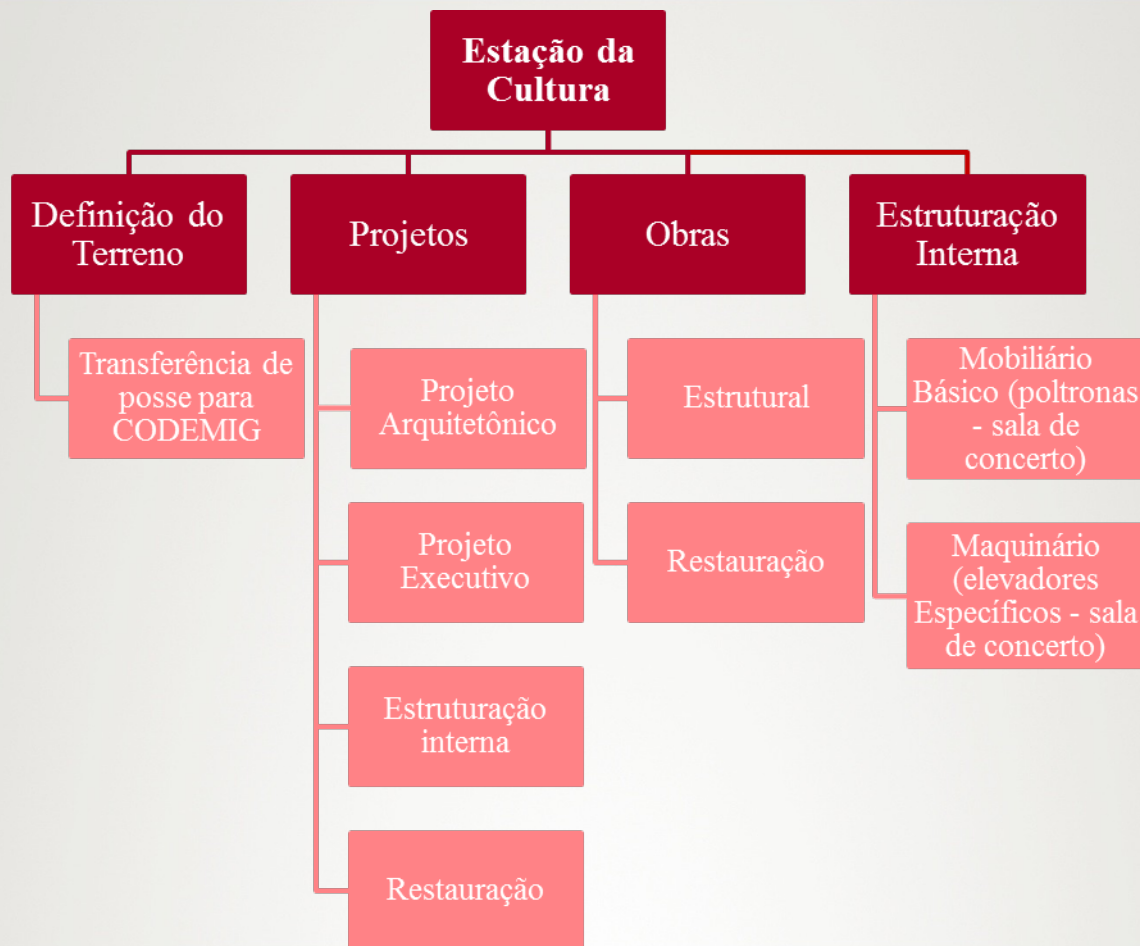 Estação da
Cultura
Definição do
Terreno
Projetos
Obras
Estruturação
Interna
Transferência de
posse para
CODEMIG
Projeto
Arquitetônico
Projeto
Executivo
Estruturação
interna
Restauração
Estrutural
Restauração
Mobiliário
Básico (poltronas
- sala de
concerto)
Maquinário
(elevadores
Específicos - sala
de concerto)